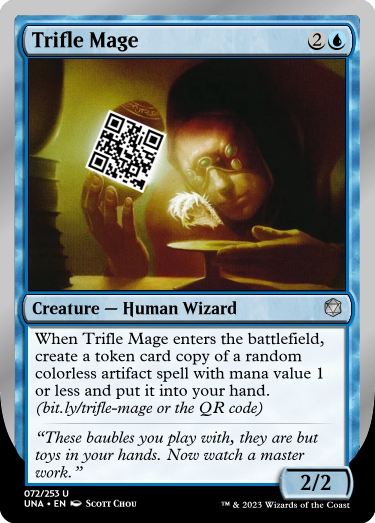 Trifle Mage 2
Creature — Human Wizard
When Trifle Mage enters the battlefield,
create a token card copy of a random
colorless artifact spell with mana value 1
or less and put it into your hand.
(bit.ly/trifle-mage or the QR code)
“These baubles you play with, they are but
toys in your hands. Now watch a master
work.”
2/2
072/253 U
UNA • EN Scott Chou
™ & 2023 Wizards of the Coast